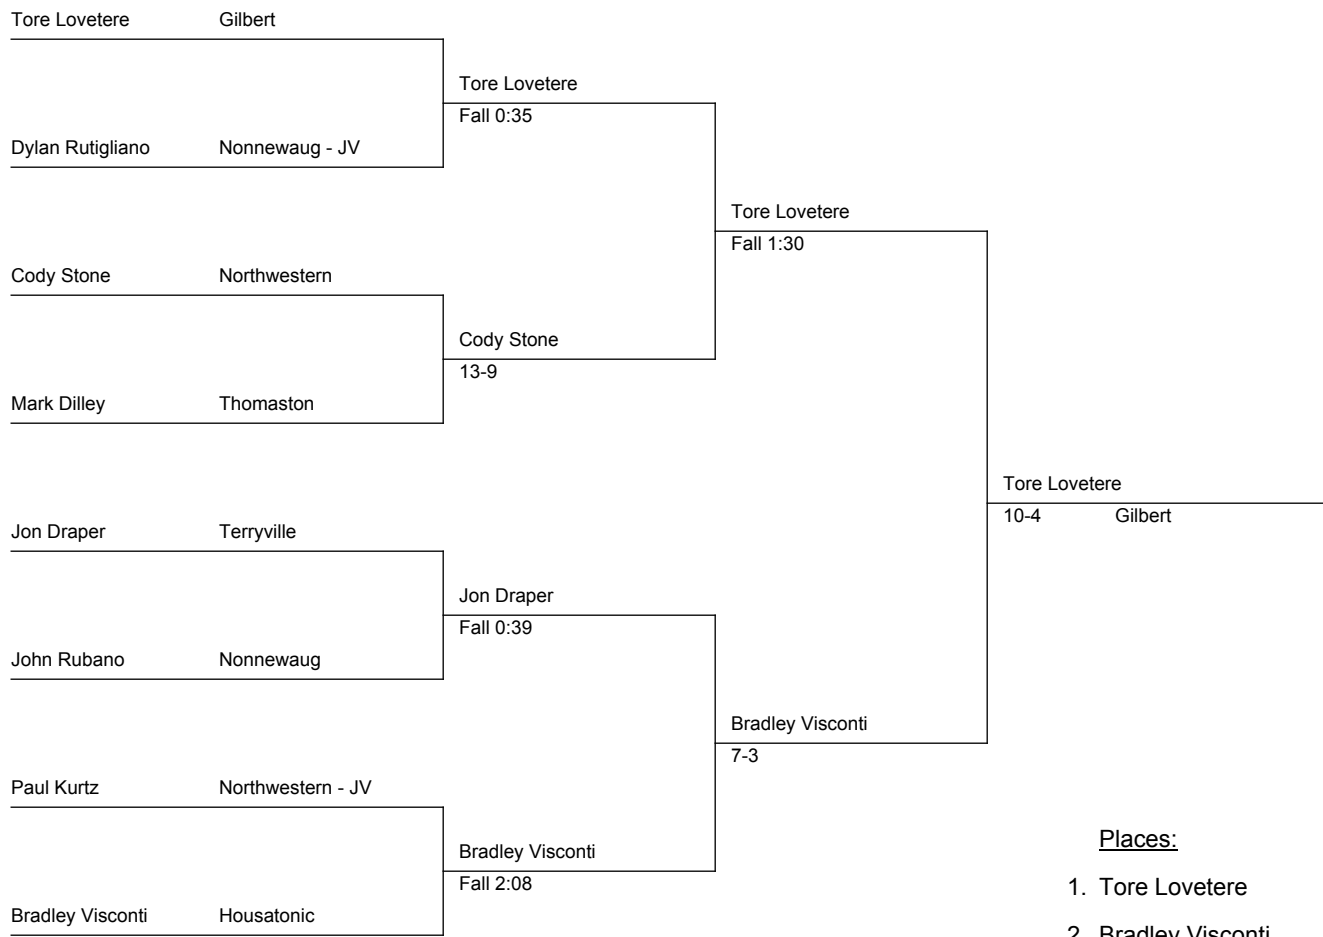 Tore Lovetere Gilbert
Tore Lovetere
Fall 0:35
Dylan Rutigliano Nonnewaug - JV
Tore Lovetere
Fall 1:30
Cody Stone Northwestern
Cody Stone
13-9
Mark Dilley Thomaston
Tore Lovetere
10-4 Gilbert
Jon Draper Terryville
Jon Draper
Fall 0:39
John Rubano Nonnewaug
Bradley Visconti
7-3
Paul Kurtz Northwestern - JV
Places:
Bradley Visconti
Fall 2:08
1. Tore Lovetere
Bradley Visconti Housatonic
2. Bradley Visconti